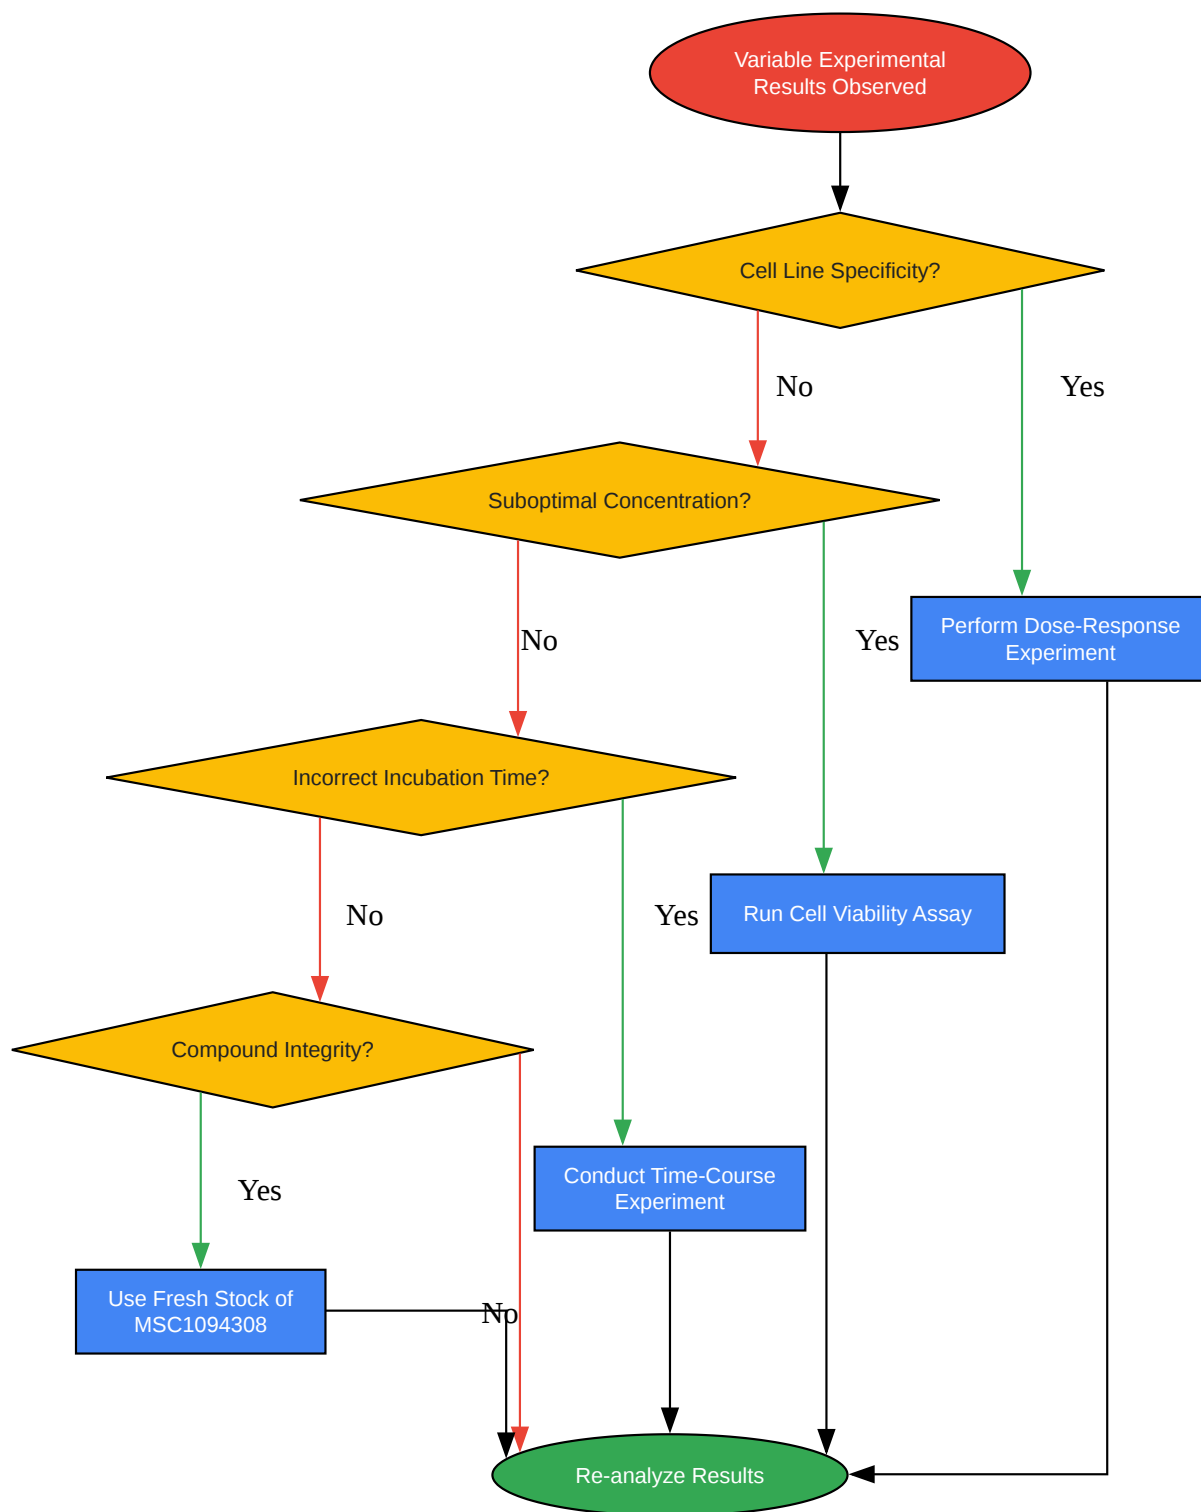 Variable Experimental
Results Observed
Cell Line Specificity?
No
Yes
Suboptimal Concentration?
No
Yes
Perform Dose-Response
Experiment
Incorrect Incubation Time?
No
Yes
Run Cell Viability Assay
Compound Integrity?
Yes
Conduct Time-Course
Experiment
Use Fresh Stock of
MSC1094308
No
Re-analyze Results